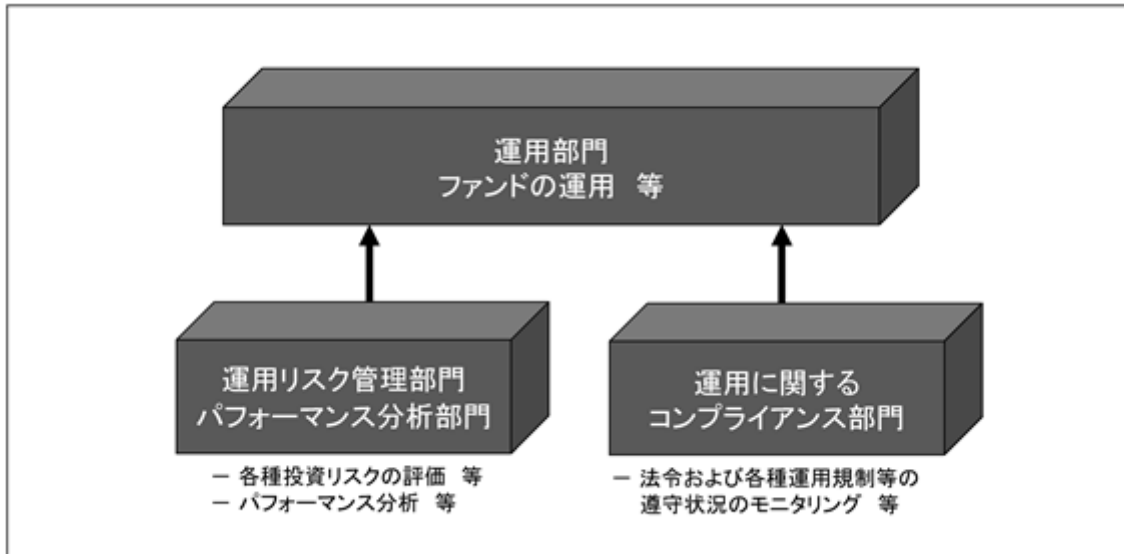 運用部門
ファンドの運用　等
運用リスク管理部門
パフォーマンス分析部門
－ 各種投資リスクの評価　等
－ パフォーマンス分析　等
運用に関する
コンプライアンス部門
－ 法令および各種運用規制等の
遵守状況のモニタリング　等